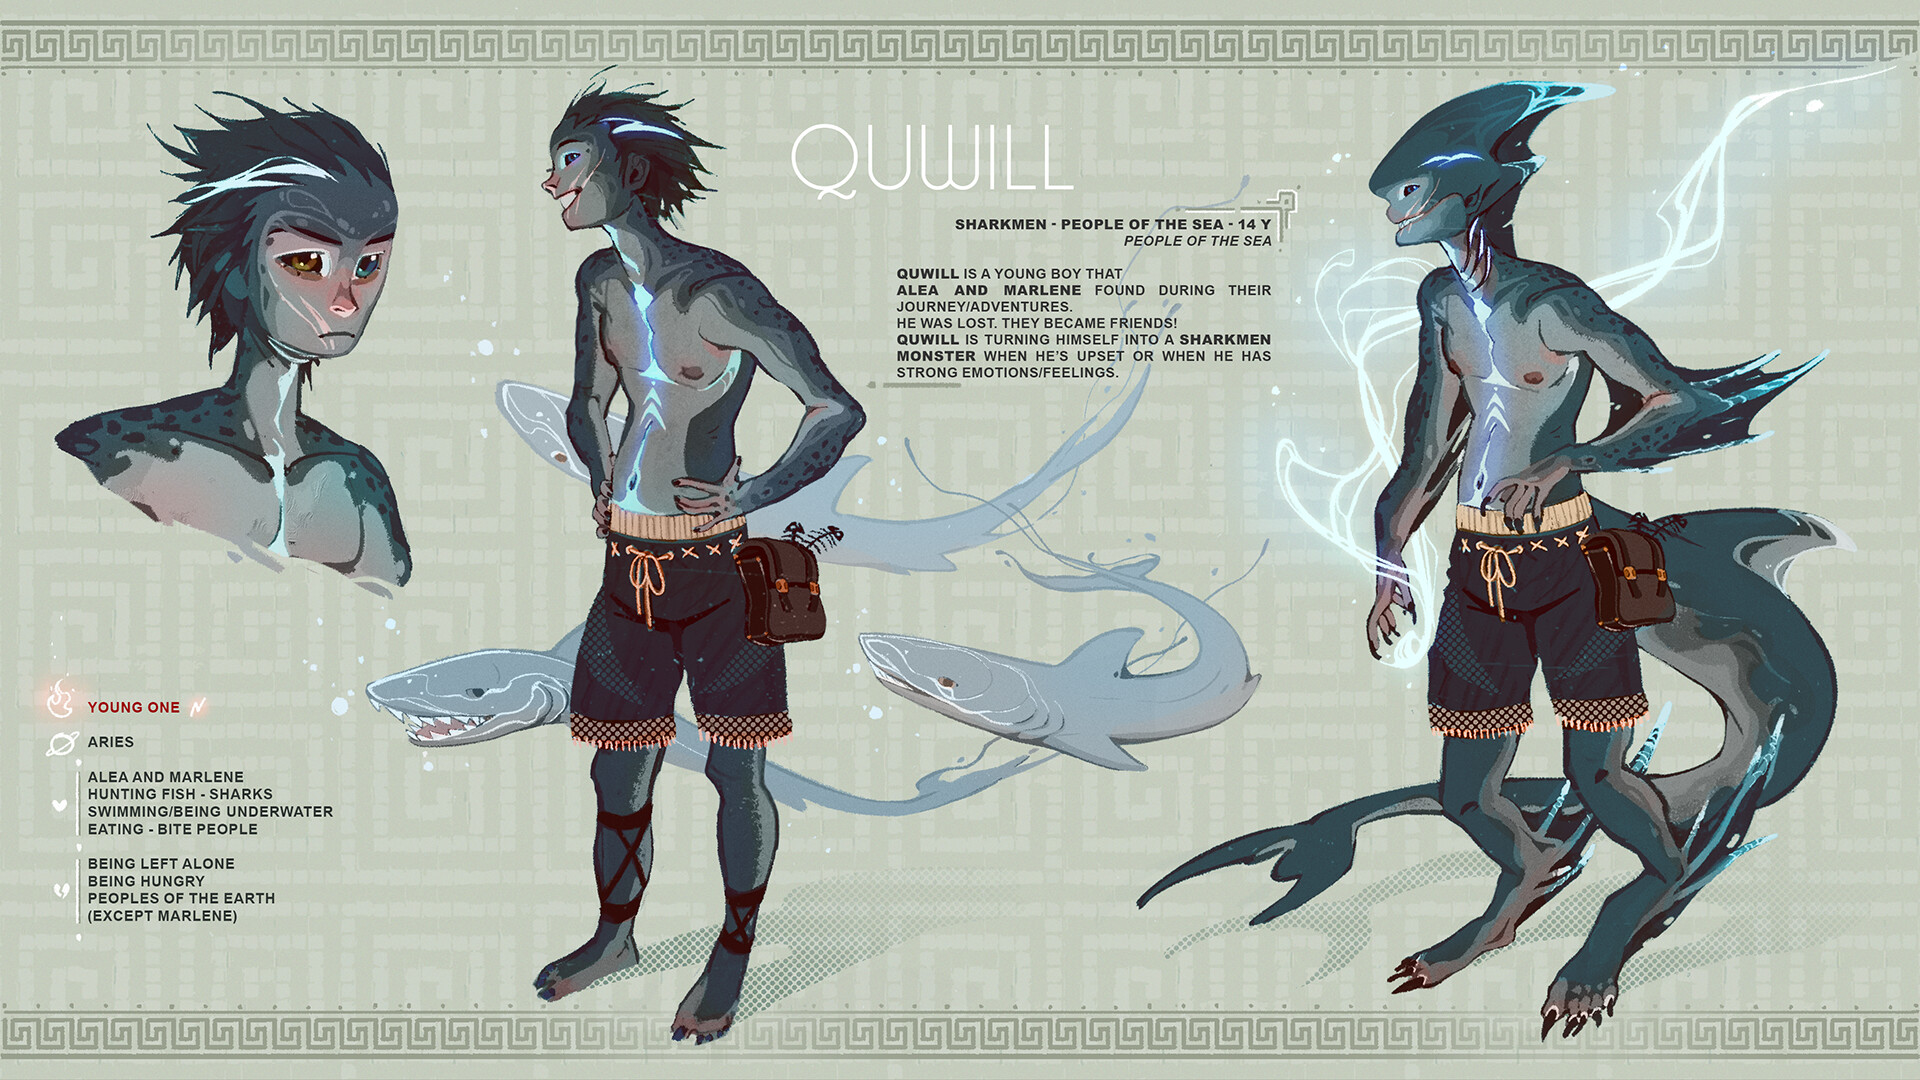 QUWILL
SHARKMEN - PEOPLE OF THE SEA - 14 Y
PEOPLE OF THE SEA
QUWILL IS A YOUNG BOY THAT
ALEA AND MARLENE FOUND DURING THEIR
JOURNEY/ADVENTURES.
HE WAS LOST. THEY BECAME FRIENDS!
QUWILL IS TURNING HIMSELF INTO A SHARKMEN
MONSTER WHEN HE'S UPSET OR WHEN HE HAS
STRONG EMOTIONS/FEELINGS.
YOUNG ONE
ARIES
ALEA AND MARLENE
HUNTING FISH - SHARKS
SWIMMING/BEING UNDERWATER
EATING - BITE PEOPLE
BEING LEFT ALONE
BEING HUNGRY
PEOPLES OF THE EARTH
(EXCEPT MARLENE)